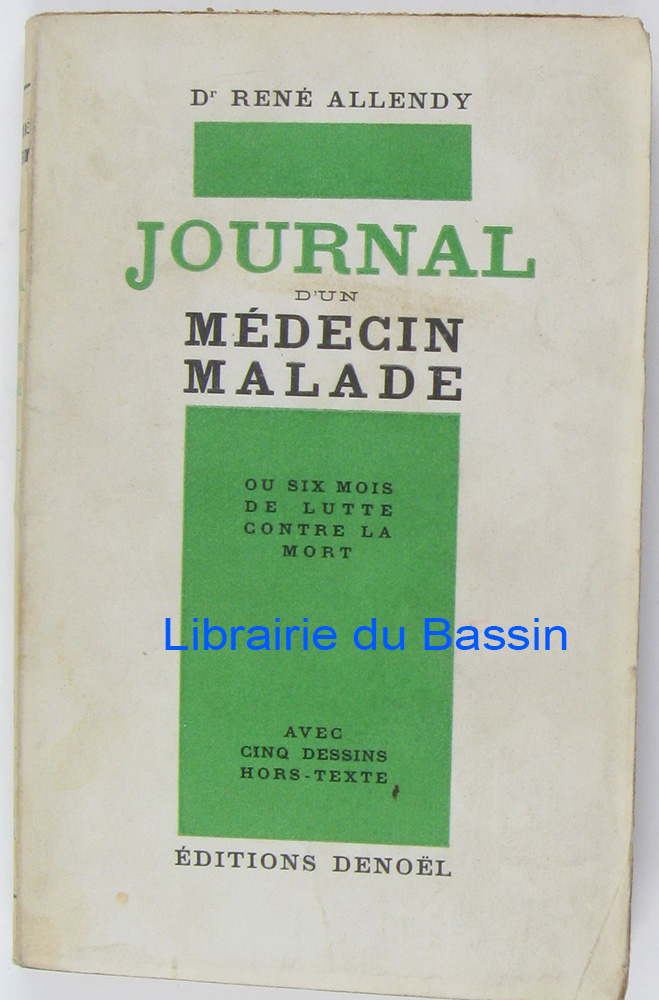 Dr RENÉ ALLENDY
JOURNAL
D'UN
MÉDECIN
MALADE
OU SIX MOIS
DE LUTTE
CONTRE LA
MORT
Librairie du Bassin
AVEC
CINQ DESSINS
HORS-TEXTE
ÉDITIONS DENOËL